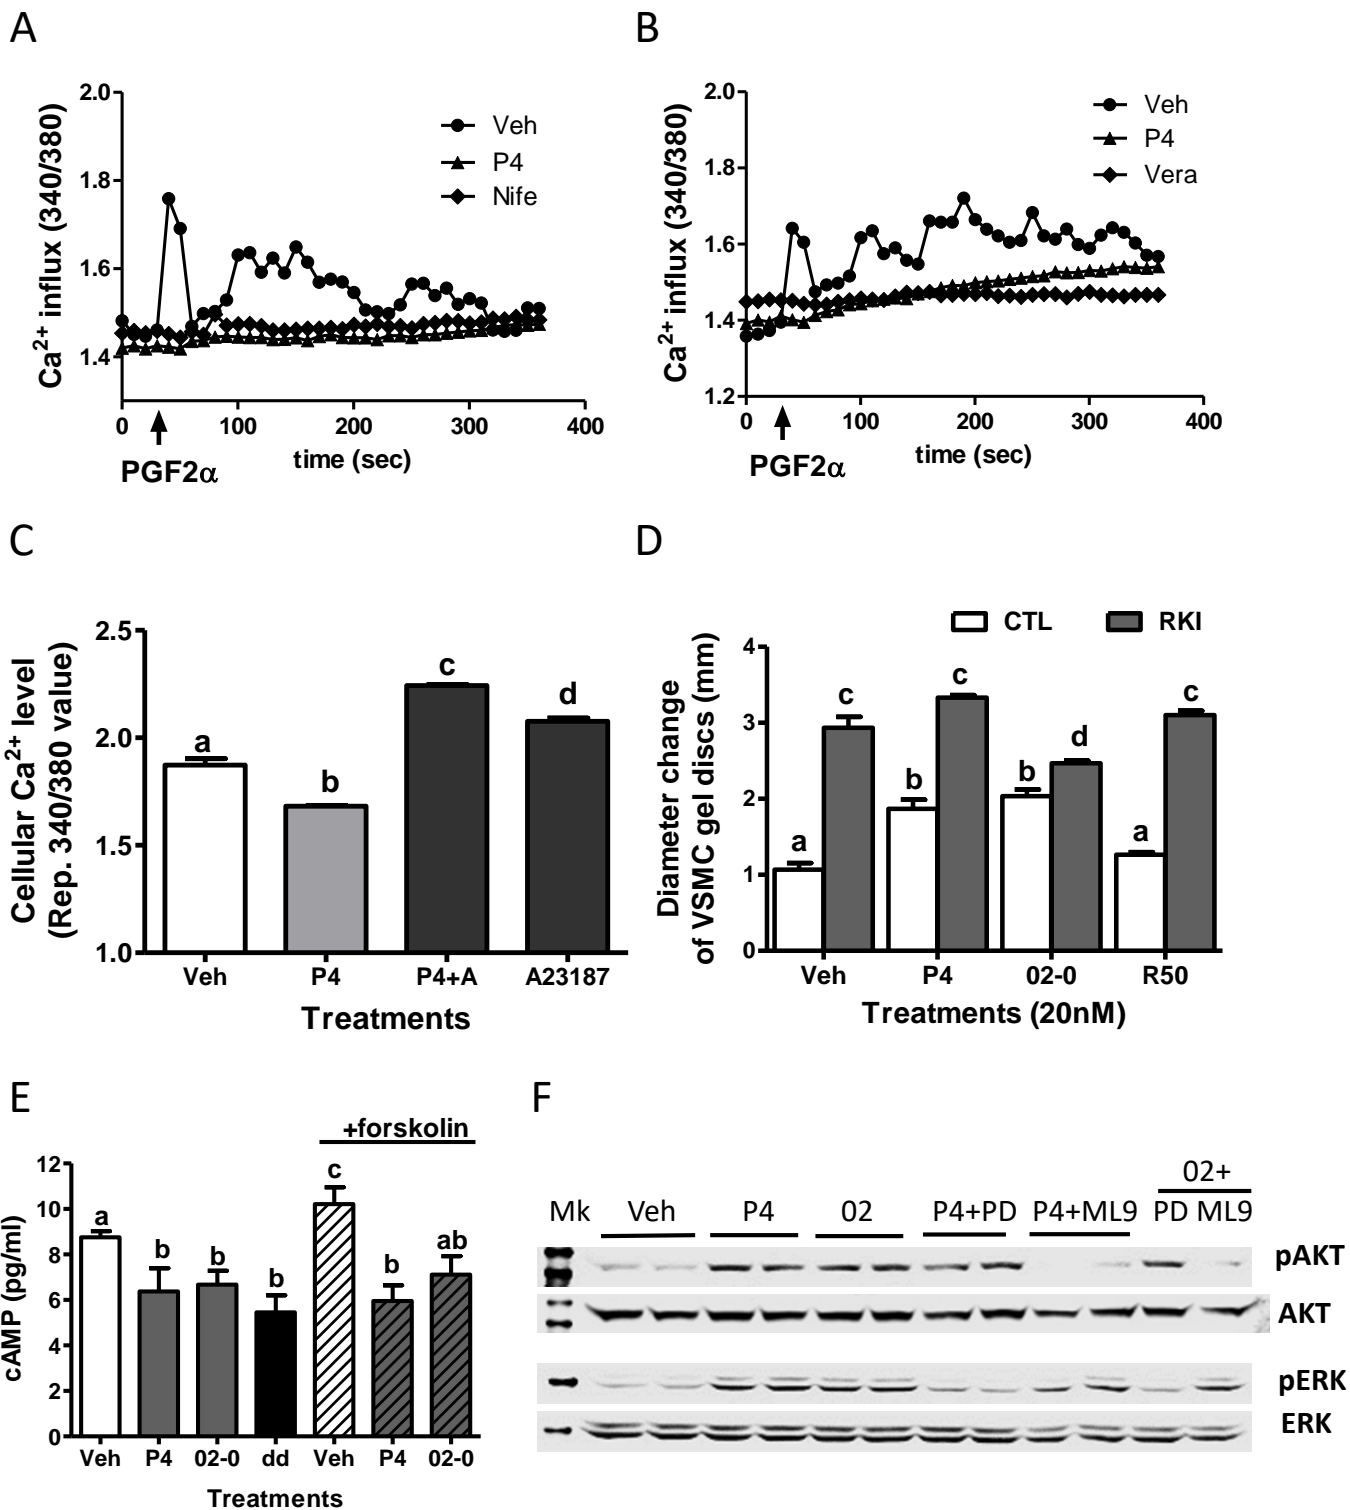 A
2.0
1.8
1.6
1.4
Ca2+ influx (340/380)
Veh
P4
Nife
0 100 200 300 400
PGF2α
time (sec)
B
2.0
1.8
1.6
1.4
1.2
Ca2+ influx (340/380)
Veh
P4
Vera
0 100 200 300 400
PGF2α
time (sec)
C
2.5
2.0
1.5
1.0
Cellular Ca2+ level
(Rep. 340/380 value)
a b c d
Veh P4 P4+A A23187
Treatments
D
CTL RKI
4
3
2
1
0
Diameter change
of VSMC gel discs (mm)
a c b c b d a c
Veh P4 02-0 R50
Treatments (20nM)
E
+forskolin
12
10
8
6
4
2
0
cAMP (pg/ml)
a b b b c b ab
Veh P4 02-0 dd Veh P4 02-0
Treatments
F
02+
Mk Veh P4 02 P4+PD P4+ML9 PD ML9
pAKT
AKT
pERK
ERK